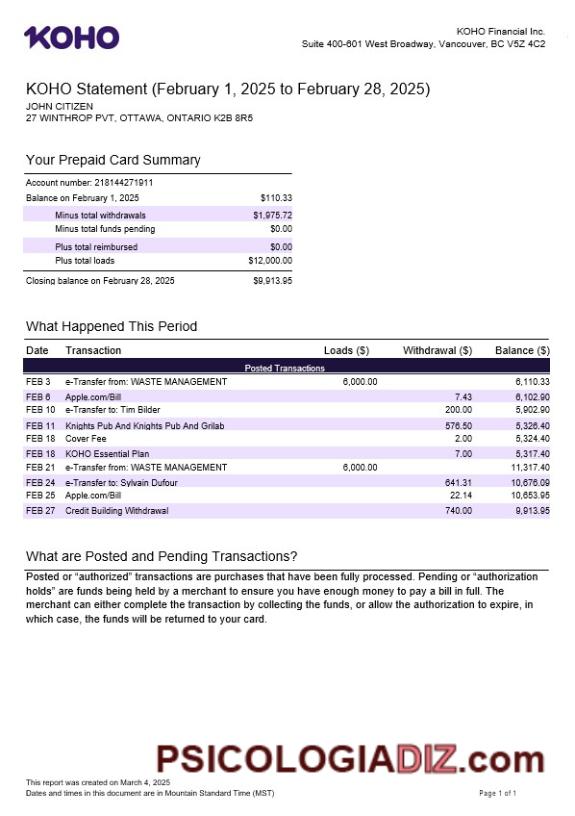 KOHO
KOHO Financial Inc.
Suite 400-601 West Broadway, Vancouver, BC V5Z 4C2
KOHO Statement (February 1, 2025 to February 28, 2025)
JOHN CITIZEN
27 WINTHROP PVT, OTTAWA, ONTARIO K2B 8R5
Your Prepaid Card Summary
Account number: 218144271911
Balance on February 1, 2025 $110.33
Minus total withdrawals $1,975.72
Minus total funds pending $0.00
Plus total reimbursed $0.00
Plus total loads $12,000.00
Closing balance on February 28, 2025 $9,913.95
What Happened This Period
Date Transaction Loads ($) Withdrawal ($) Balance ($)
Posted Transactions
FEB 3 e-Transfer from: WASTE MANAGEMENT 6,000.00 6,110.33
FEB 6 Apple.com/Bill 7.43 6,102.90
FEB 10 e-Transfer to: Tim Bilder 200.00 5,902.90
FEB 11 Knights Pub And Knights Pub And Grilab 576.50 5,326.40
FEB 18 Cover Fee 2.00 5,324.40
FEB 18 KOHO Essential Plan 7.00 5,317.40
FEB 21 e-Transfer from: WASTE MANAGEMENT 6,000.00 11,317.40
FEB 24 e-Transfer to: Sylvain Dufour 641.31 10,676.09
FEB 25 Apple.com/Bill 22.14 10,653.95
FEB 27 Credit Building Withdrawal 740.00 9,913.95
What are Posted and Pending Transactions?
Posted or “authorized” transactions are purchases that have been fully processed. Pending or “authorization
holds” are funds being held by a merchant to ensure you have enough money to pay a bill in full. The
merchant can either complete the transaction by collecting the funds, or allow the authorization to expire, in
which case, the funds will be returned to your card.
PSICOLOGIADIZ.com
This report was created on March 4, 2025
Dates and times in this document are in Mountain Standard Time (MST)
Page 1 of 1